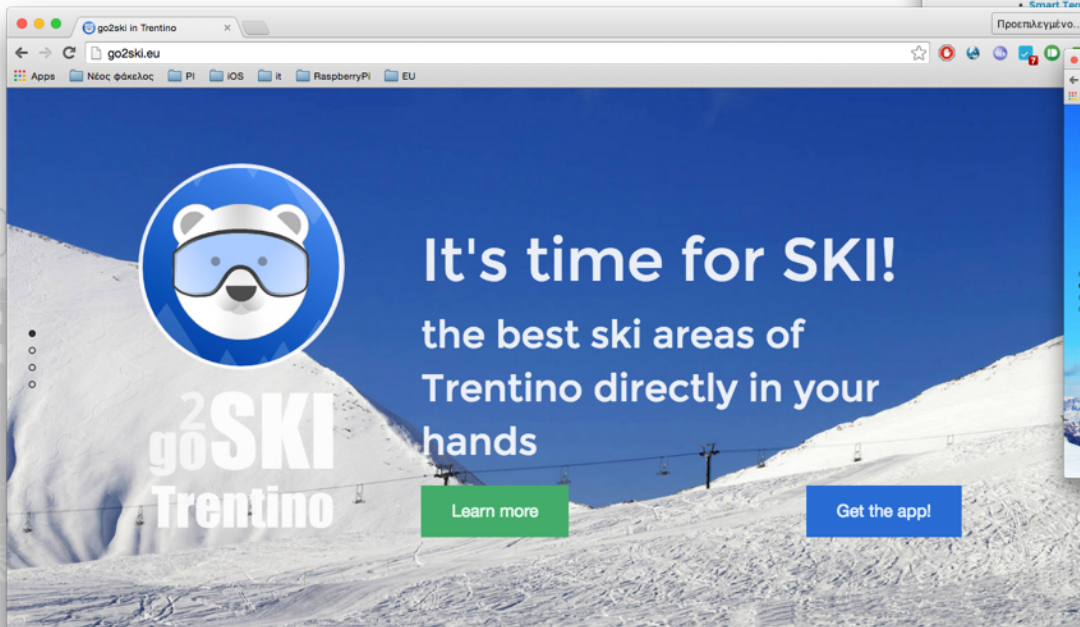 Smart Ter
go2ski in Trentino
Προεπιλεγμένο...
go2ski.eu
7
Apps
Νέος φάκελος
PI
iOS
it
RaspberryPi
EU
go2SKI
Trentino
It's time for SKI!
the best ski areas of
Trentino directly in your
hands
Learn more
Get the app!